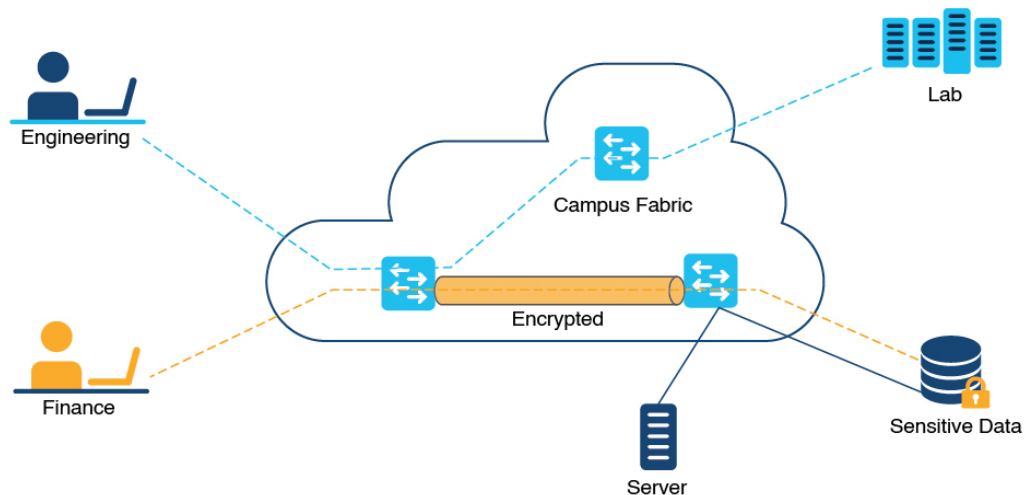 Lab
Engineering
Campus Fabric
Encrypted
Finance
Sensitive Data
Server